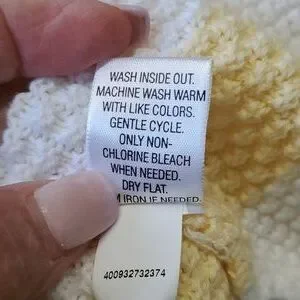 WASH INSIDE OUT.
MACHINE WASH WARM
WITH LIKE COLORS.
GENTLE CYCLE.
ONLY NON-
CHLORINE BLEACH
WHEN NEEDED.
DRY FLAT.
M IRON IF NEEDED.
400932732374